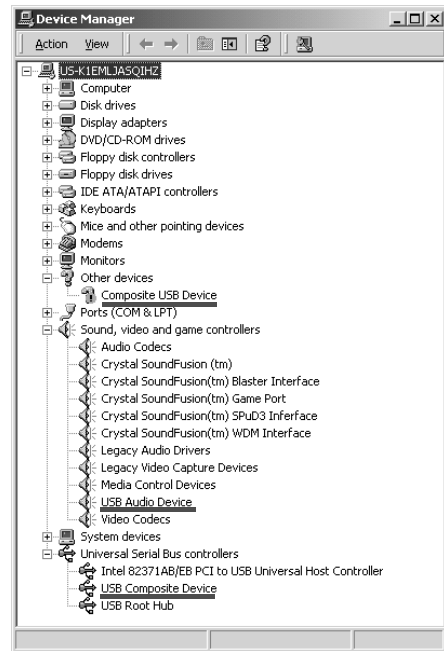 Device Manager
Action View
US-K1EMLJASQIHZ
Computer
Disk drives
Display adapters
DVD/CD-ROM drives
Floppy disk controllers
Floppy disk drives
IDE ATA/ATAPI controllers
Keyboards
Mice and other pointing devices
Modems
Monitors
Other devices
Composite USB Device
Ports (COM & LPT)
Sound, video and game controllers
Audio Codecs
Crystal SoundFusion (tm)
Crystal SoundFusion(tm) Blaster Interface
Crystal SoundFusion(tm) Game Port
Crystal SoundFusion(tm) SPuD3 Inferface
Crystal SoundFusion(tm) WDM Interface
Legacy Audio Drivers
Legacy Video Capture Devices
Media Control Devices
USB Audio Device
Video Codecs
System devices
Universal Serial Bus controllers
Intel 82371AB/EB PCI to USB Universal Host Controller
USB Composite Device
USB Root Hub